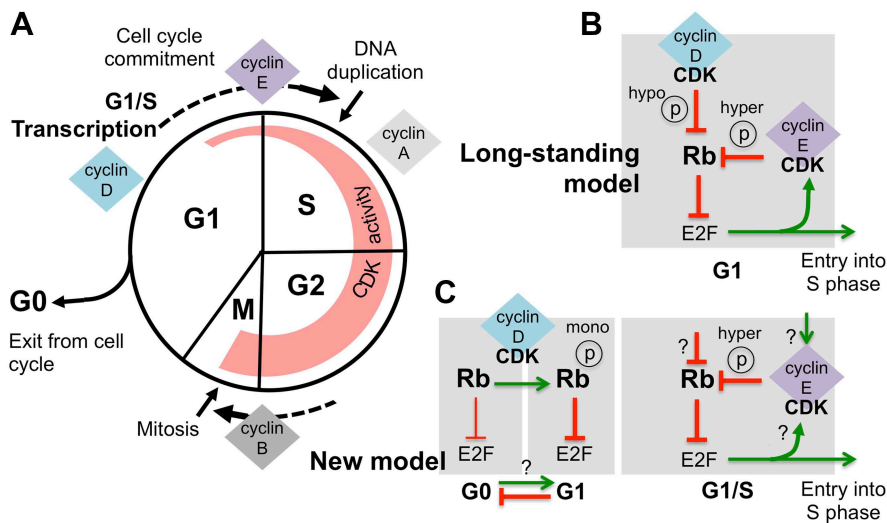 A
Cell cycle
commitment
cyclin
E
DNA
duplication
G1/S
Transcription
cyclin
D
cyclin
A
G1
S
G2
M
CDK activity
G0
Exit from cell
cycle
Mitosis
cyclin
B
B
cyclin
D
CDK
hypo
p
hyper
p
cyclin
E
CDK
Long-standing
model
Rb
E2F
Entry into
S phase
G1
C
cyclin
D
CDK
mono
p
Rb
Rb
E2F
E2F
New model
?
G0
G1
?
?
hyper
p
cyclin
E
CDK
Rb
?
E2F
G1/S
Entry into
S phase